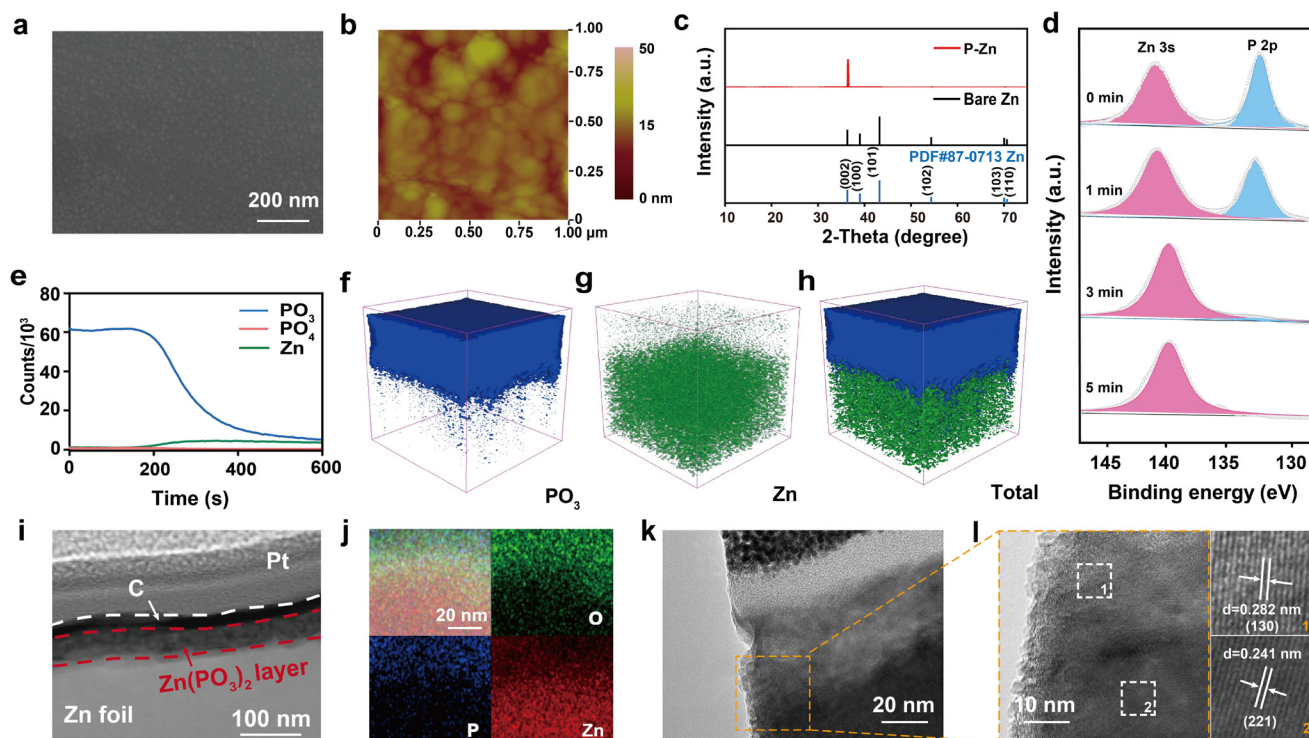 a
200 nm
b
1.00
0.75
0.50
0.25
0
0
0.25
0.50
0.75
1.00 μm
50
15
0 nm
c
Intensity (a.u.)
P-Zn
Bare Zn
PDF#87-0713 Zn
(002)
(100)
(101)
(102)
(103)
(110)
10 20 30 40 50 60 70
2-Theta (degree)
d
Intensity (a.u.)
Zn 3s P 2p
0 min
1 min
3 min
5 min
145 140 135 130
Binding energy (eV)
e
Counts/10³
80
60
40
20
0
PO₃
PO₄
Zn
0 200 400 600
Time (s)
f
PO₃
g
Zn
h
Total
i
Pt
C
Zn(PO₃)₂ layer
Zn foil
100 nm
j
20 nm
O
P
Zn
k
20 nm
l
1
2
10 nm
d=0.282 nm
(130)
1
d=0.241 nm
(221)
2